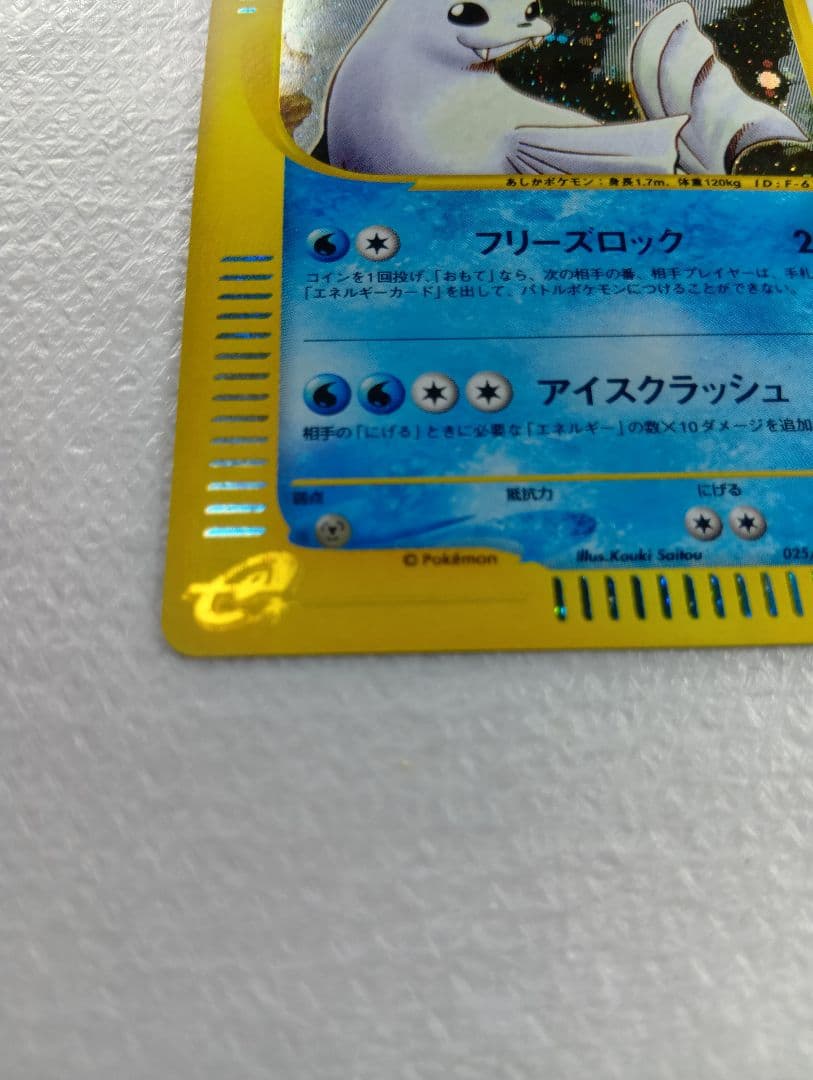 あしかポケモン：身長1.7m、体重120kg ID:F-6
フリーズロック 2
コインを1回投げ、「おもて」なら、次の相手の番、相手プレイヤーは、手札
「エネルギーカード」を出して、バトルポケモンにつけることができない。
アイスクラッシュ
相手の「にげる」ときに必要な「エネルギー」の数×10ダメージを追加
弱点 抵抗力 にげる
© Pokémon Illus.Kouki Saitou 025/